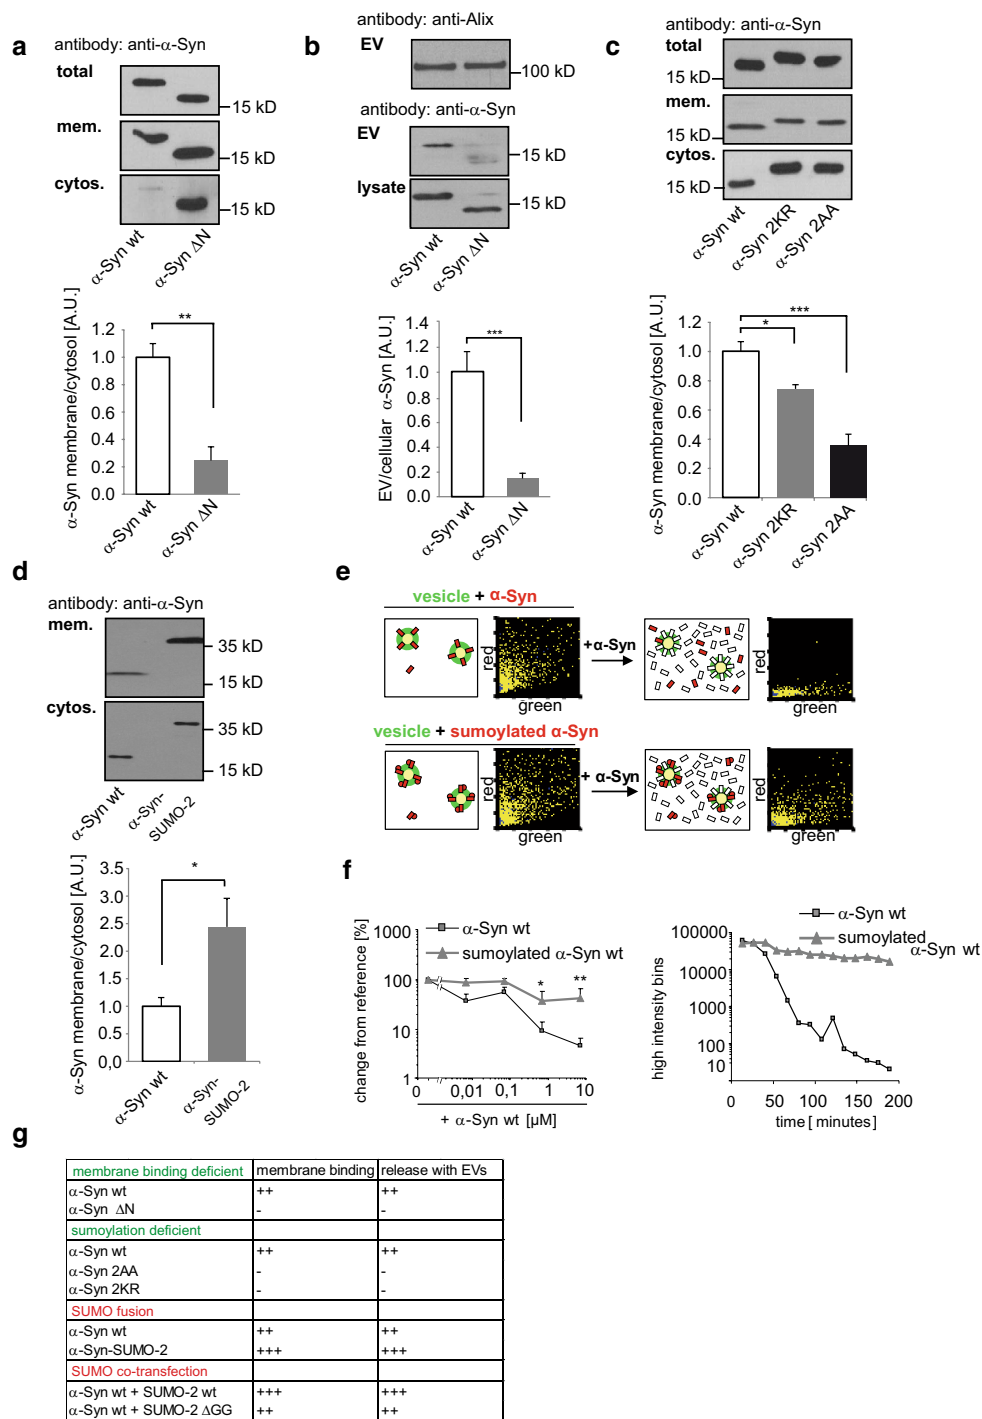 a
antibody: anti-α-Syn
total
15 kD
mem.
15 kD
cytos.
15 kD
α-Syn wt
α-Syn ΔN
α-Syn membrane/cytosol [A.U.]
1.2
1.0
0.8
0.6
0.4
0.2
0.0
**
α-Syn wt
α-Syn ΔN
b
antibody: anti-Alix
EV
100 kD
antibody: anti-α-Syn
EV
15 kD
lysate
15 kD
α-Syn wt
α-Syn ΔN
EV/cellular α-Syn [A.U.]
1.4
1.2
1.0
0.8
0.6
0.4
0.2
0.0
***
α-Syn wt
α-Syn ΔN
c
antibody: anti-α-Syn
total
15 kD
mem.
15 kD
cytos.
15 kD
α-Syn wt
α-Syn 2KR
α-Syn 2AA
α-Syn membrane/cytosol [A.U.]
1.2
1.0
0.8
0.6
0.4
0.2
0.0
***
*
α-Syn wt
α-Syn 2KR
α-Syn 2AA
d
antibody: anti-α-Syn
mem.
35 kD
15 kD
cytos.
35 kD
15 kD
α-Syn wt
α-Syn-
SUMO-2
α-Syn membrane/cytosol [A.U.]
3.5
3.0
2.5
2.0
1.5
1.0
0.5
0,0
*
α-Syn wt
α-Syn-
SUMO-2
e
vesicle + α-Syn
red
green
+α-Syn
red
green
vesicle + sumoylated α-Syn
red
green
+ α-Syn
red
green
f
α-Syn wt
sumoylated α-Syn wt
change from reference [%]
1000
100
10
1
* **
0 0,01 0,1 1 10
+ α-Syn wt [µM]
α-Syn wt
sumoylated α-Syn wt
high intensity bins
100000
10000
1000
100
10
0 50 100 150 200
time [ minutes]
g
membrane binding deficient membrane binding release with EVs
α-Syn wt ++ ++
α-Syn ΔN - -
sumoylation deficient
α-Syn wt ++ ++
α-Syn 2AA - -
α-Syn 2KR - -
SUMO fusion
α-Syn wt ++ ++
α-Syn-SUMO-2 +++ +++
SUMO co-transfection
α-Syn wt + SUMO-2 wt +++ +++
α-Syn wt + SUMO-2 ΔGG ++ ++